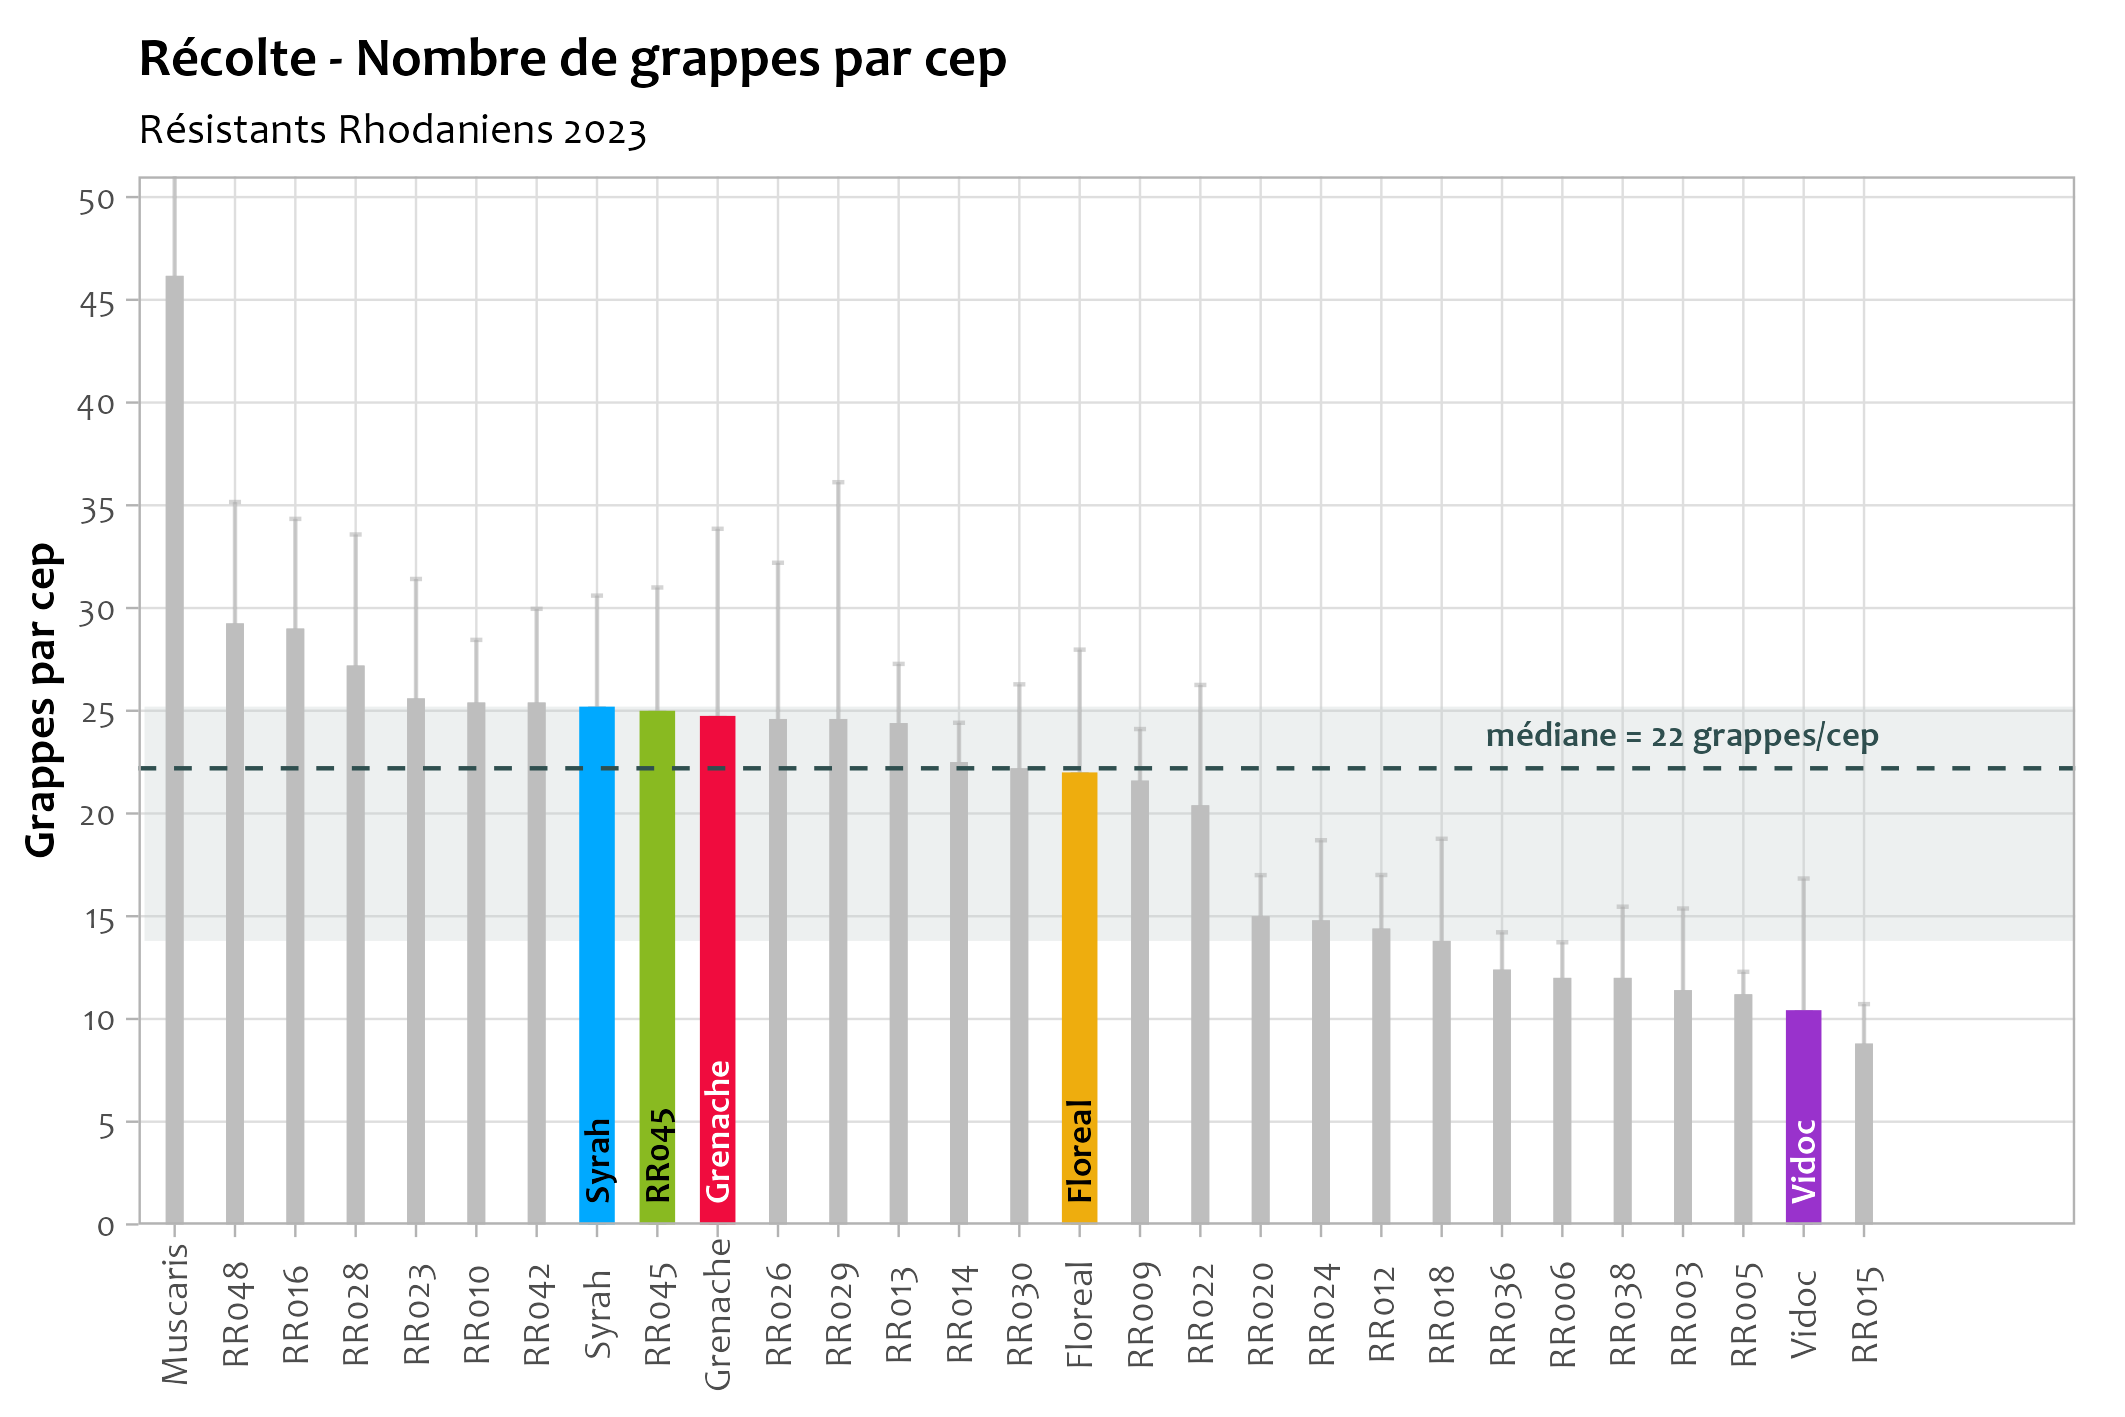 Récolte - Nombre de grappes par cep
Résistants Rhodaniens 2023
Grappes par cep
50
45
40
35
30
25
20
15
10
5
0
médiane = 22 grappes/cep
Syrah
RR045
Grenache
Floreal
Vidoc
Muscaris
RR048
RR016
RR028
RR023
RR010
RR042
Syrah
RR045
Grenache
RR026
RR029
RR013
RR014
RR030
Floreal
RR009
RR022
RR020
RR024
RR012
RR018
RR036
RR006
RR038
RR003
RR005
Vidoc
RR015